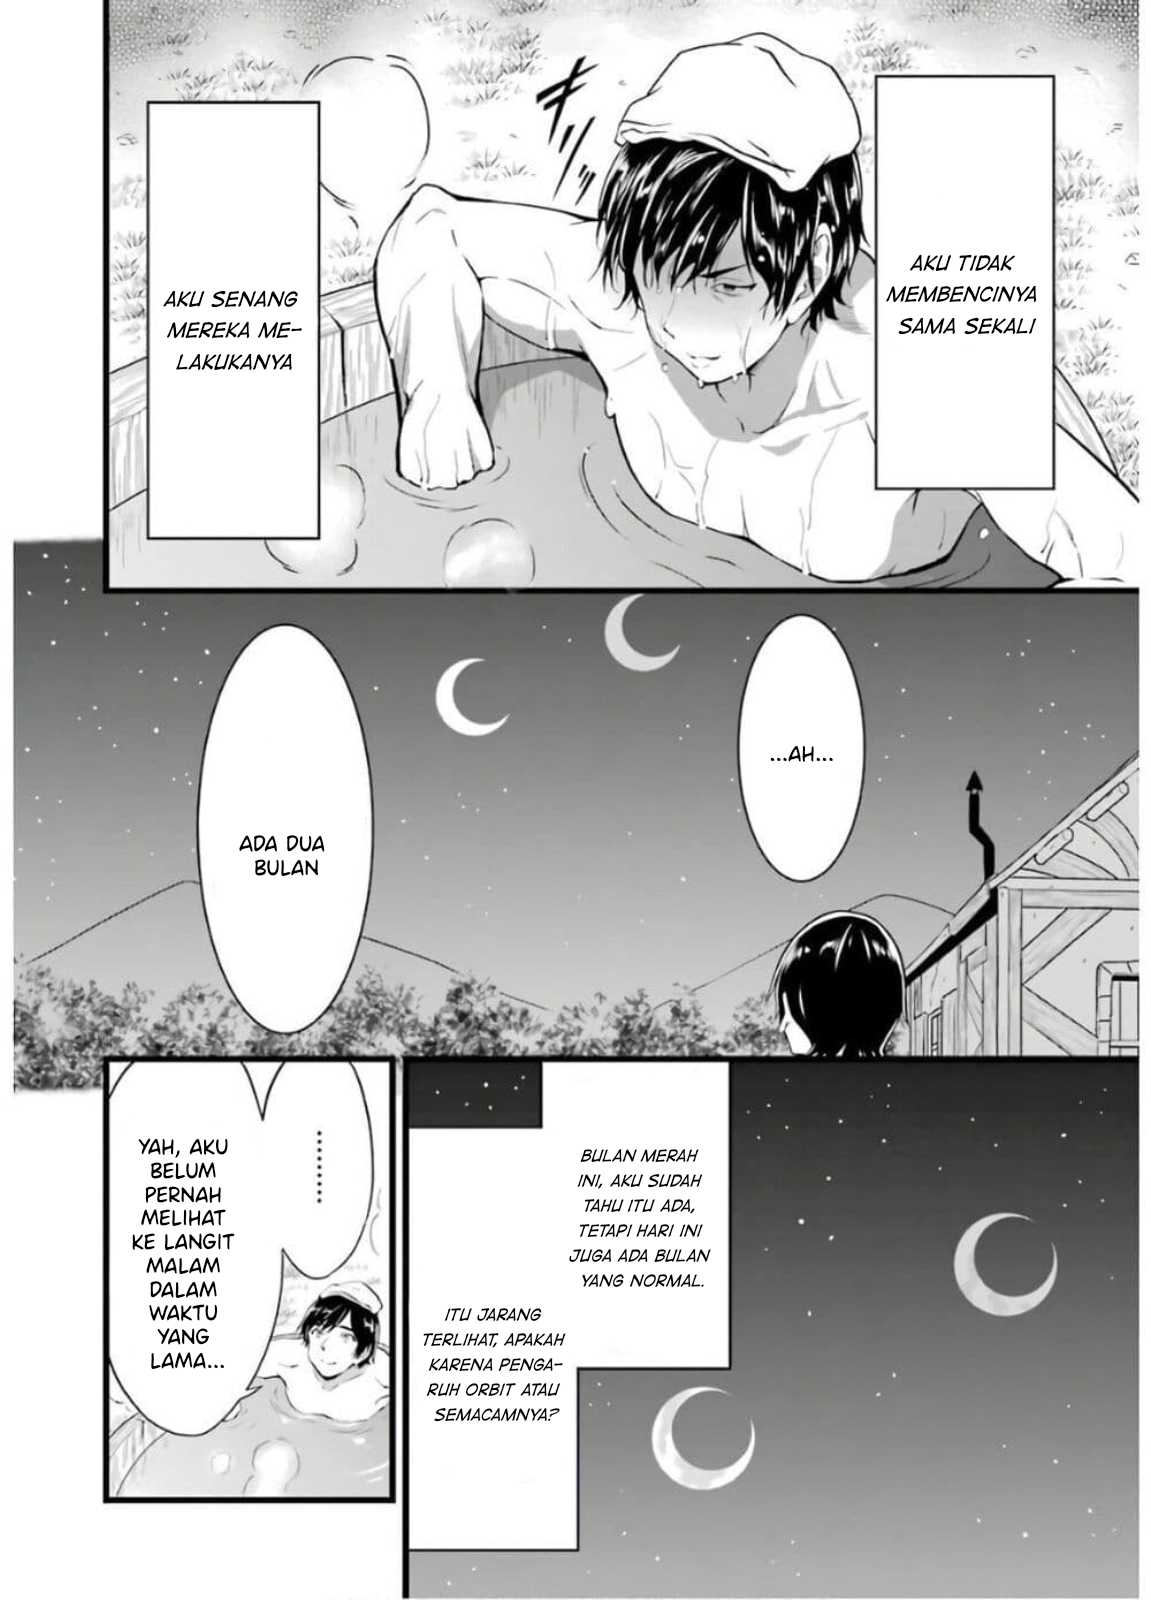 AKU TIDAK
MEMBENCINYA
SAMA SEKALI
AKU SENANG
MEREKA ME-
LAKUKANYA
...AH...
ADA DUA
BULAN
BULAN MERAH
INI, AKU SUDAH
TAHU ITU ADA,
TETAPI HARI INI
JUGA ADA BULAN
YANG NORMAL.
ITU JARANG
TERLIHAT, APAKAH
KARENA PENGA-
RUH ORBIT ATAU
SEMACAMNYA?
.........
YAH, AKU
BELUM
PERNAH
MELIHAT
KE LANGIT
MALAM
DALAM
WAKTU
YANG
LAMA...